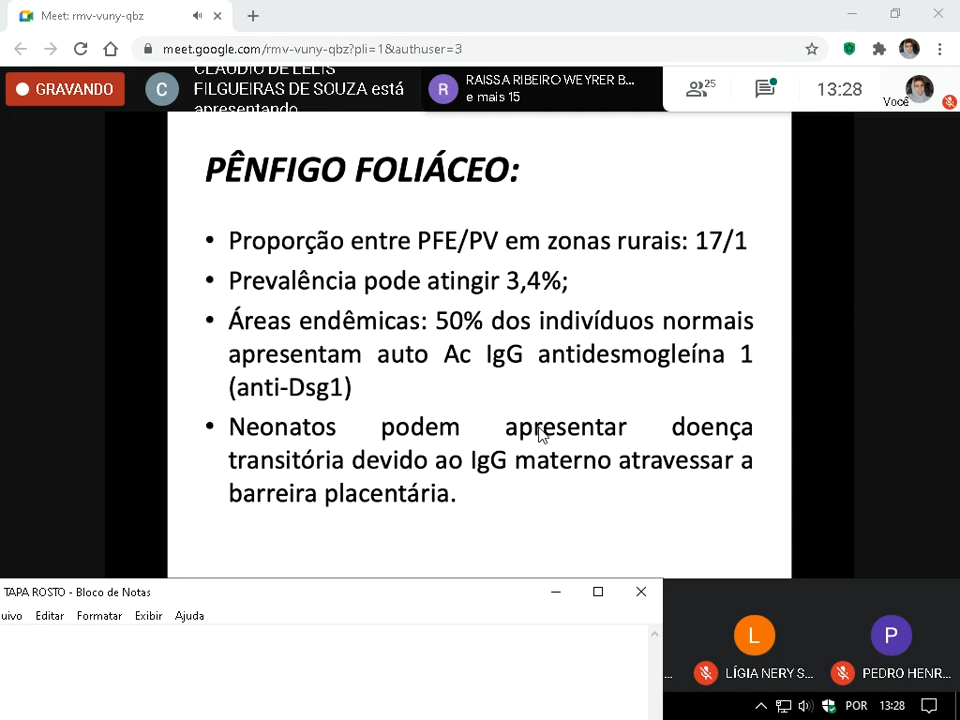 Meet: rmv-vuny-qbz
meet.google.com/rmv-vuny-qbz?pli=1&authuser=3
GRAVANDO
C
CLAUDIO DE LELIS
FILGUEIRAS DE SOUZA está
apresentando
R
RAISSA RIBEIRO WEYRER B...
e mais 15
25
13:28
Você
PÊNFIGO FOLIÁCEO:
• Proporção entre PFE/PV em zonas rurais: 17/1
• Prevalência pode atingir 3,4%;
• Áreas endêmicas: 50% dos indivíduos normais
apresentam auto Ac IgG antidesmogleína 1
(anti-Dsg1)
• Neonatos podem apresentar doença
transitória devido ao IgG materno atravessar a
barreira placentária.
TAPA ROSTO - Bloco de Notas
uivo Editar Formatar Exibir Ajuda
L
P
...
LÍGIA NERY S...
PEDRO HENR...
POR 13:28